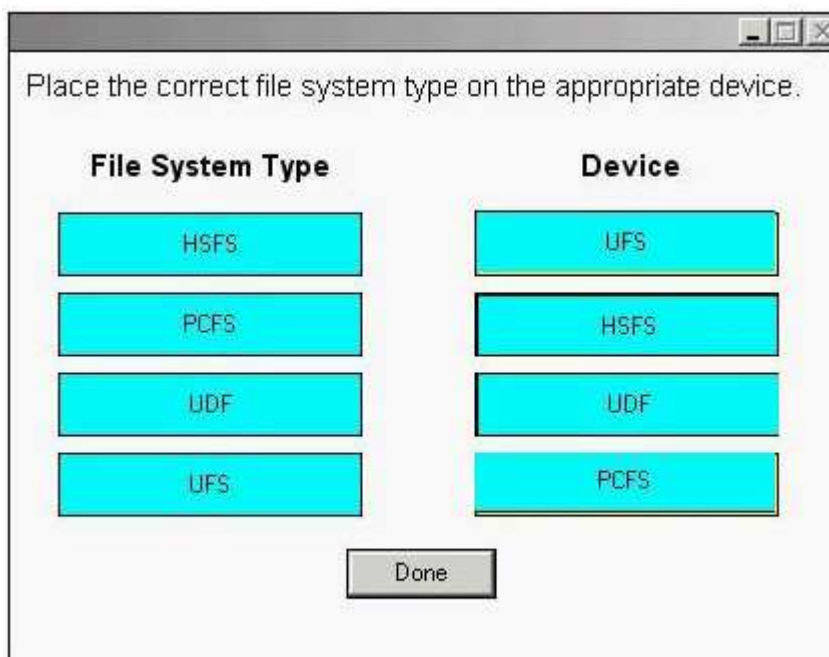 Place the correct file system type on the appropriate device.
File System Type Device
HSFS UFS
PCFS HSFS
UDF UDF
UFS PCFS
Done